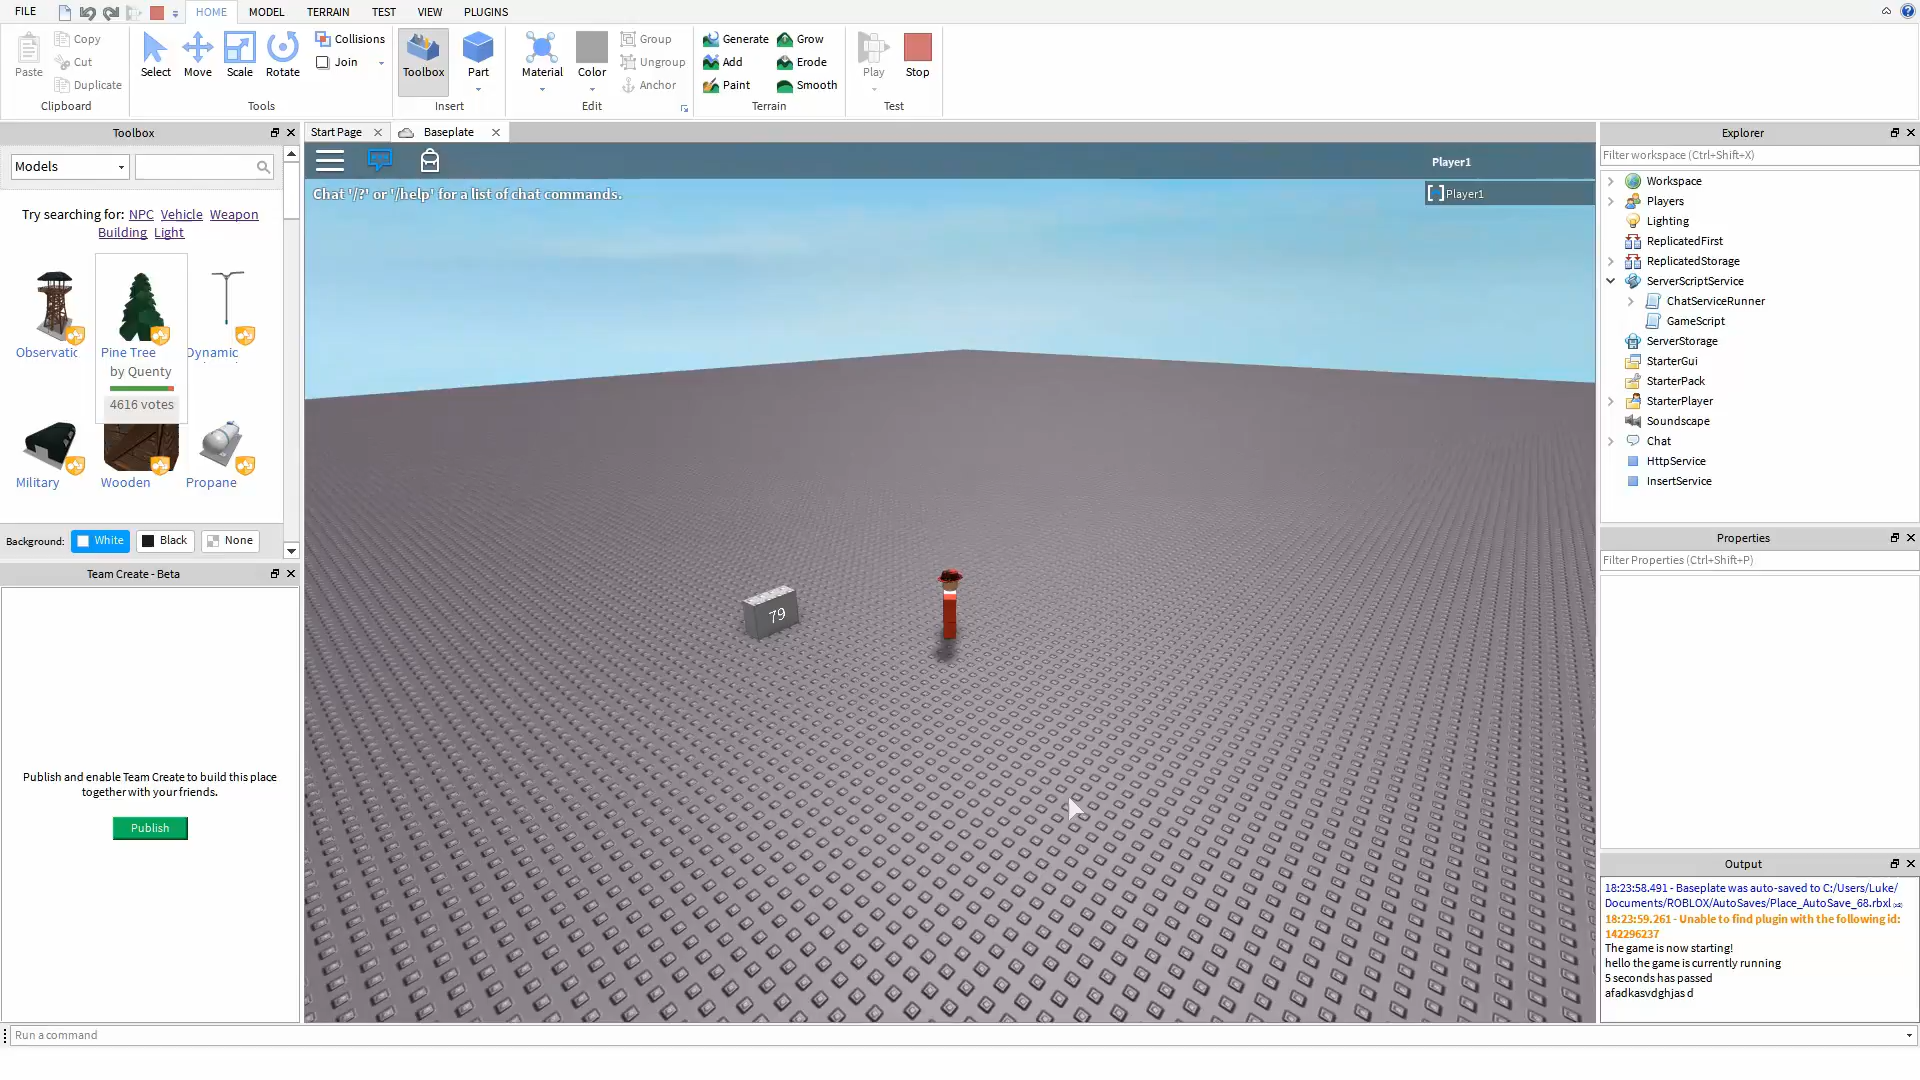 FILE HOME MODEL TERRAIN TEST VIEW PLUGINS
Paste
Copy
Cut
Duplicate
Clipboard
Select Move Scale Rotate
Collisions
Join
Tools
Toolbox Part
Insert
Material Color
Group
Ungroup
Anchor
Edit
Generate Grow
Add Erode
Paint Smooth
Terrain
Play Stop
Test
Toolbox
Models
Try searching for: NPC Vehicle Weapon
Building Light
Observatic Pine Tree Dynamic
by Quenty
4616 votes
Military Wooden Propane
Background: White Black None
Team Create - Beta
Publish and enable Team Create to build this place
together with your friends.
Publish
Start Page Baseplate
Player1
Chat '/?' or '/help' for a list of chat commands.
[ ] Player1
79
Explorer
Filter workspace (Ctrl+Shift+X)
Workspace
Players
Lighting
ReplicatedFirst
ReplicatedStorage
ServerScriptService
ChatServiceRunner
GameScript
ServerStorage
StarterGui
StarterPack
StarterPlayer
Soundscape
Chat
HttpService
InsertService
Properties
Filter Properties (Ctrl+Shift+P)
Output
18:23:58.491 - Baseplate was auto-saved to C:/Users/Luke/
Documents/ROBLOX/AutoSaves/Place_AutoSave_68.rbxl
18:23:59.261 - Unable to find plugin with the following id:
142296237
The game is now starting!
hello the game is currently running
5 seconds has passed
afadkasvdghjas d
Run a command